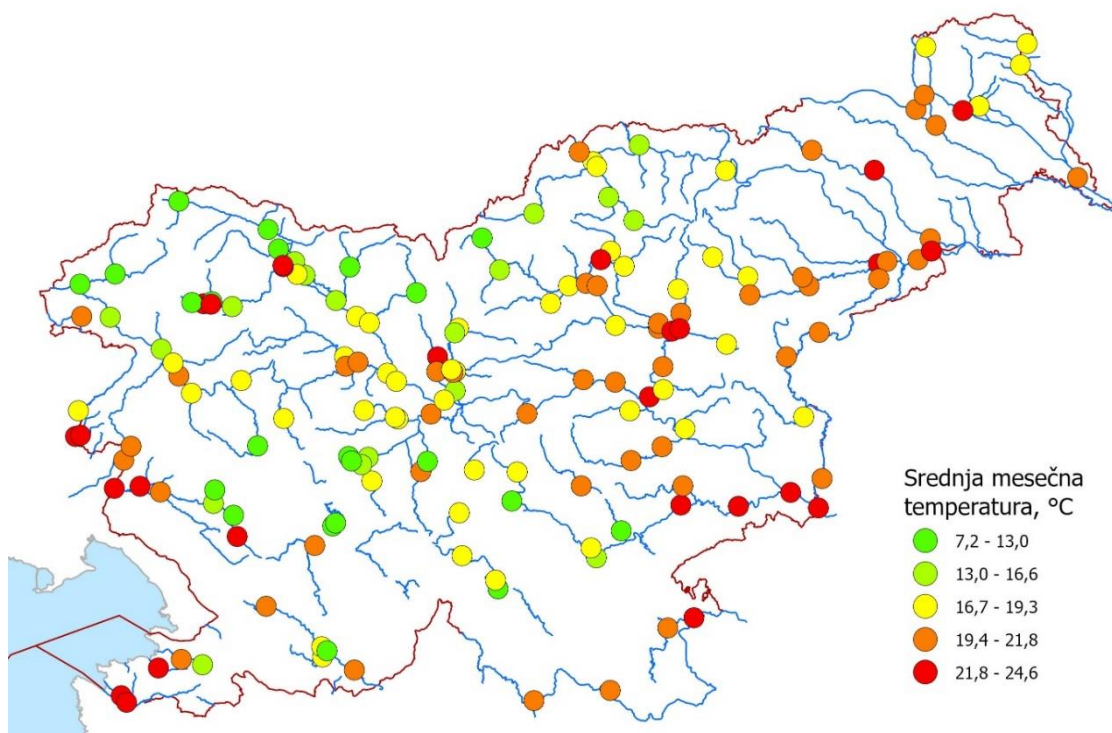 Srednja mesečna
temperatura, °C
7,2 - 13,0
13,0 - 16,6
16,7 - 19,3
19,4 - 21,8
21,8 - 24,6